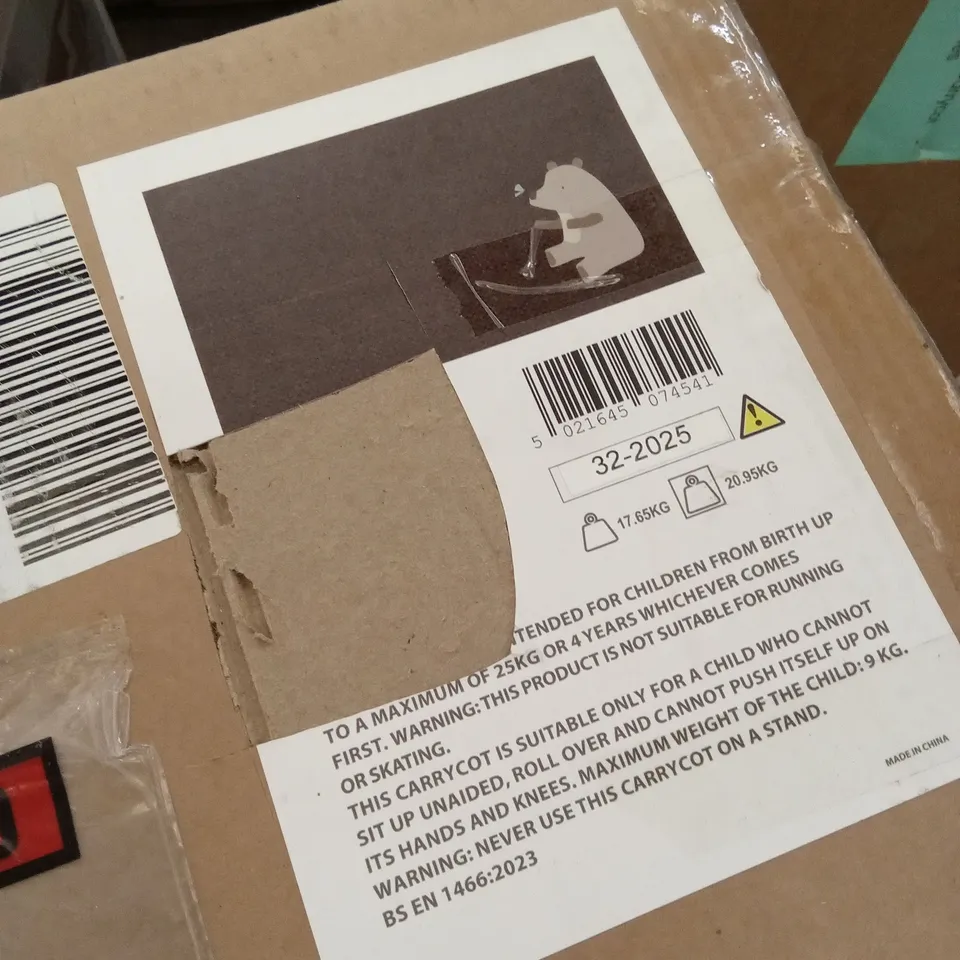 5 021645 074541
32-2025
17.65KG 20.95KG
TENDED FOR CHILDREN FROM BIRTH UP
TO A MAXIMUM OF 25KG OR 4 YEARS WHICHEVER COMES
FIRST. WARNING: THIS PRODUCT IS NOT SUITABLE FOR RUNNING
OR SKATING.
THIS CARRYCOT IS SUITABLE ONLY FOR A CHILD WHO CANNOT
SIT UP UNAIDED, ROLL OVER AND CANNOT PUSH ITSELF UP ON
ITS HANDS AND KNEES. MAXIMUM WEIGHT OF THE CHILD: 9 KG.
WARNING: NEVER USE THIS CARRYCOT ON A STAND.
BS EN 1466:2023
MADE IN CHINA